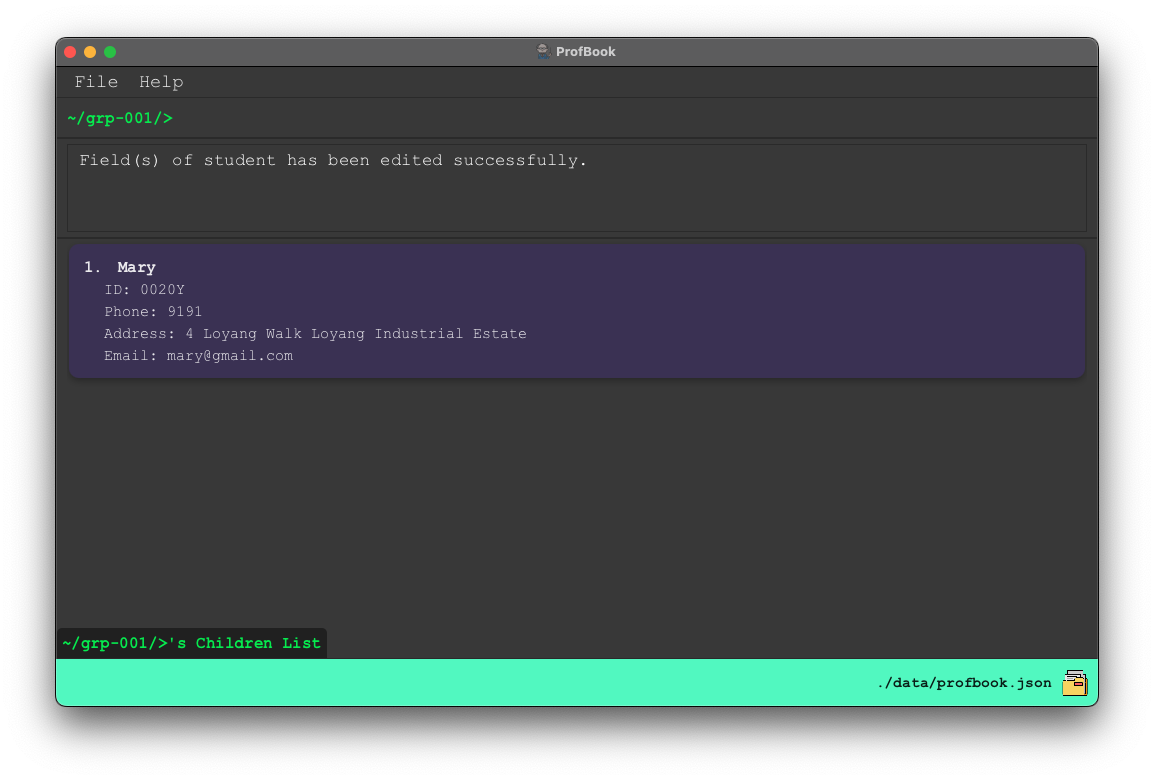 ProfBook
File Help
~/grp-001/>
Field(s) of student has been edited successfully.
1. Mary
ID: 0020Y
Phone: 9191
Address: 4 Loyang Walk Loyang Industrial Estate
Email: mary@gmail.com
~/grp-001/>'s Children List
./data/profbook.json